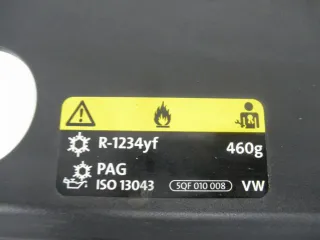 R-1234yf 460g
PAG
ISO 13043 5QF 010 008 VW